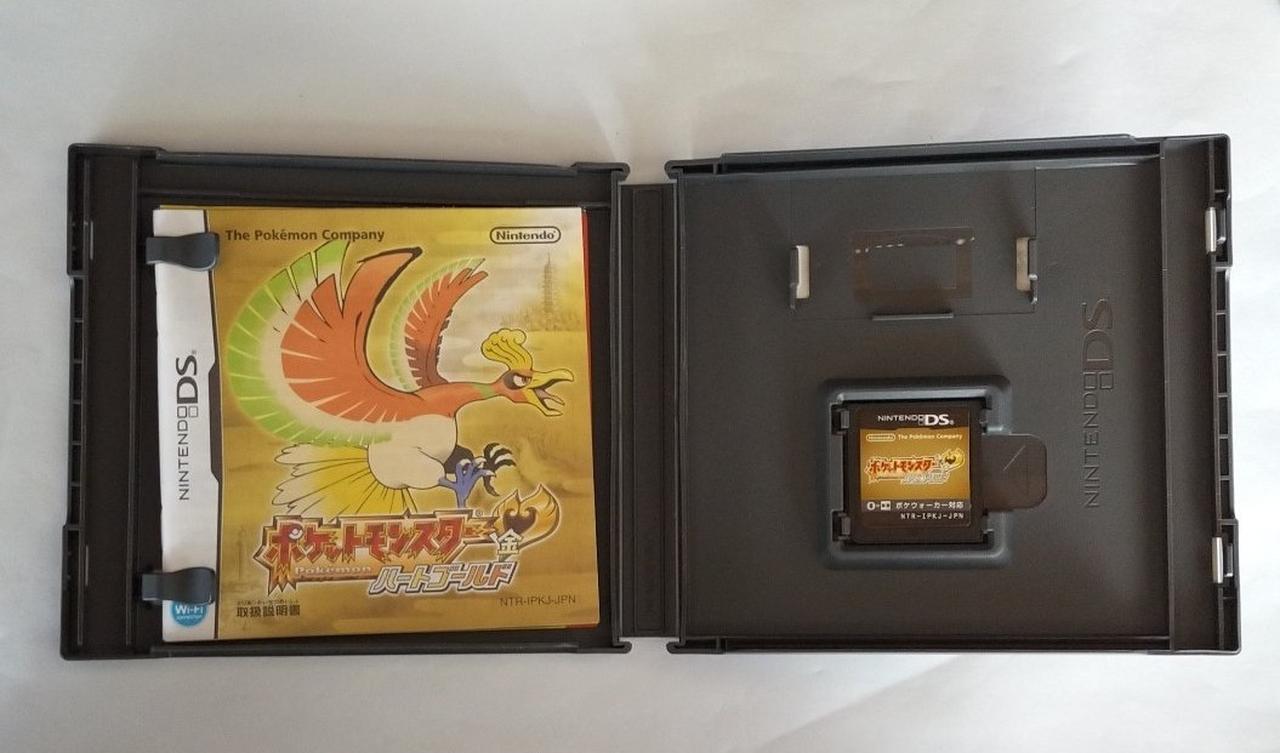 The Pokémon Company
Nintendo
NINTENDO DS
ポケットモンスター
Pokémon
金
ハートゴールド
NTR-IPKJ-JPN
取扱説明書
Wi-Fi
NINTENDO DS
NINTENDO DS
Nintendo The Pokémon Company
ポケットモンスター
ポケウォーカー対応
NTR-IPKJ-JPN